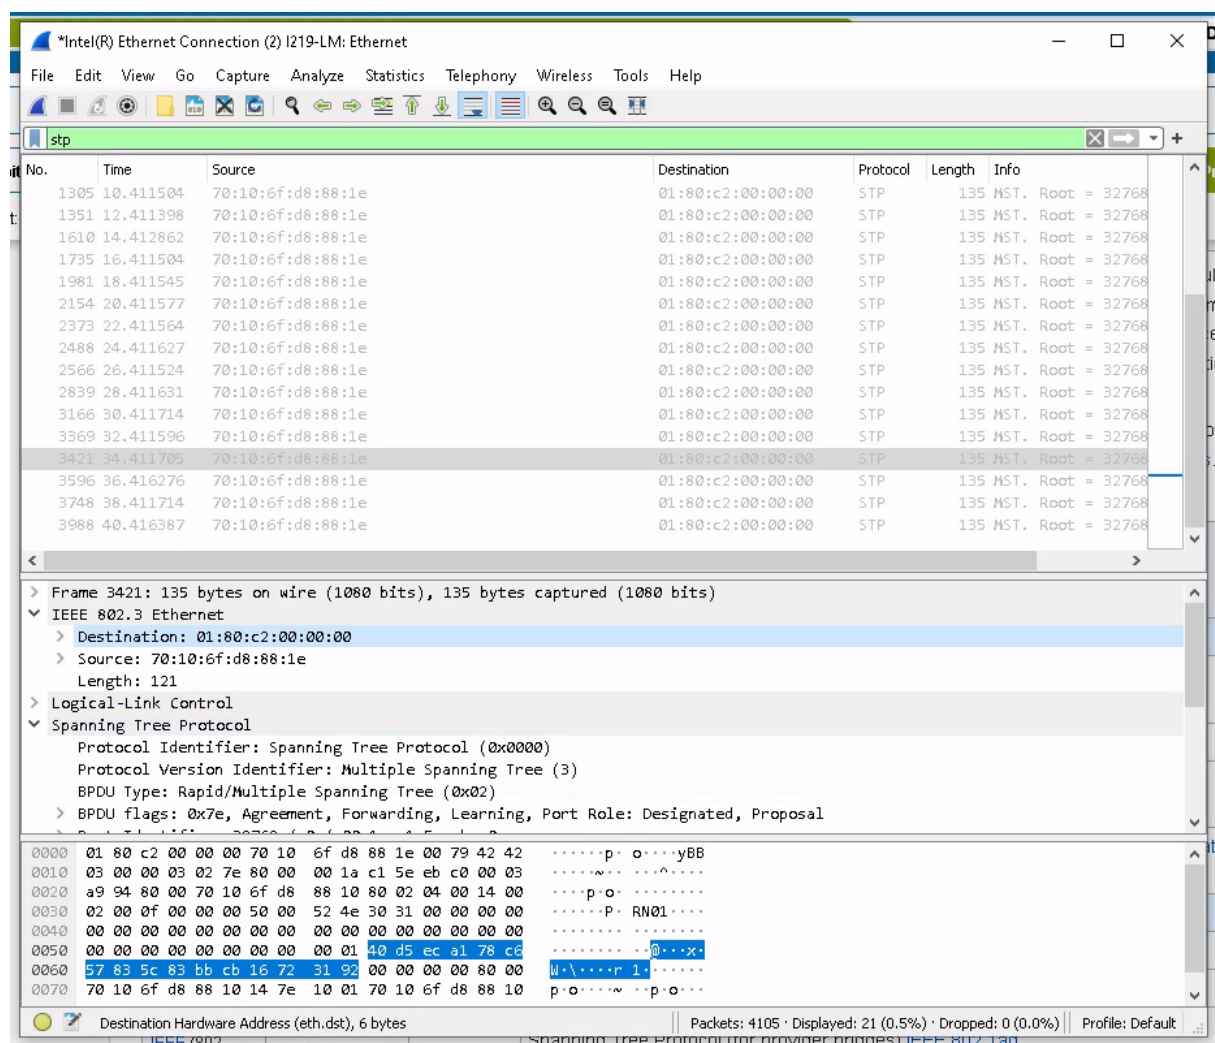 *Intel(R) Ethernet Connection (2) I219-LM: Ethernet
File Edit View Go Capture Analyze Statistics Telephony Wireless Tools Help
stp
No. Time Source Destination Protocol Length Info
1305 10.411504 70:10:6f:d8:88:1e 01:80:c2:00:00:00 STP 135 MST. Root = 32768
1351 12.411398 70:10:6f:d8:88:1e 01:80:c2:00:00:00 STP 135 MST. Root = 32768
1610 14.412862 70:10:6f:d8:88:1e 01:80:c2:00:00:00 STP 135 MST. Root = 32768
1735 16.411504 70:10:6f:d8:88:1e 01:80:c2:00:00:00 STP 135 MST. Root = 32768
1981 18.411545 70:10:6f:d8:88:1e 01:80:c2:00:00:00 STP 135 MST. Root = 32768
2154 20.411577 70:10:6f:d8:88:1e 01:80:c2:00:00:00 STP 135 MST. Root = 32768
2373 22.411564 70:10:6f:d8:88:1e 01:80:c2:00:00:00 STP 135 MST. Root = 32768
2488 24.411627 70:10:6f:d8:88:1e 01:80:c2:00:00:00 STP 135 MST. Root = 32768
2566 26.411524 70:10:6f:d8:88:1e 01:80:c2:00:00:00 STP 135 MST. Root = 32768
2839 28.411631 70:10:6f:d8:88:1e 01:80:c2:00:00:00 STP 135 MST. Root = 32768
3166 30.411714 70:10:6f:d8:88:1e 01:80:c2:00:00:00 STP 135 MST. Root = 32768
3369 32.411596 70:10:6f:d8:88:1e 01:80:c2:00:00:00 STP 135 MST. Root = 32768
3421 34.411705 70:10:6f:d8:88:1e 01:80:c2:00:00:00 STP 135 MST. Root = 32768
3596 36.416276 70:10:6f:d8:88:1e 01:80:c2:00:00:00 STP 135 MST. Root = 32768
3748 38.411714 70:10:6f:d8:88:1e 01:80:c2:00:00:00 STP 135 MST. Root = 32768
3988 40.416387 70:10:6f:d8:88:1e 01:80:c2:00:00:00 STP 135 MST. Root = 32768
Frame 3421: 135 bytes on wire (1080 bits), 135 bytes captured (1080 bits)
IEEE 802.3 Ethernet
Destination: 01:80:c2:00:00:00
Source: 70:10:6f:d8:88:1e
Length: 121
Logical-Link Control
Spanning Tree Protocol
Protocol Identifier: Spanning Tree Protocol (0x0000)
Protocol Version Identifier: Multiple Spanning Tree (3)
BPDU Type: Rapid/Multiple Spanning Tree (0x02)
BPDU flags: 0x7e, Agreement, Forwarding, Learning, Port Role: Designated, Proposal
0000 01 80 c2 00 00 00 70 10 6f d8 88 1e 00 79 42 42 ······p· o····yBB
0010 03 00 00 03 02 7e 80 00 00 1a c1 5e eb c0 00 03 ·····~·· ···^····
0020 a9 94 80 00 70 10 6f d8 88 10 80 02 04 00 14 00 ····p·o· ········
0030 02 00 0f 00 00 00 50 00 52 4e 30 31 00 00 00 00 ······P· RN01····
0040 00 00 00 00 00 00 00 00 00 00 00 00 00 00 00 00 ········ ········
0050 00 00 00 00 00 00 00 00 00 01 40 d5 ec a1 78 c6 ········ ··@···x·
0060 57 83 5c 83 bb cb 16 72 31 92 00 00 00 00 80 00 W·\····r 1·······
0070 70 10 6f d8 88 10 14 7e 10 01 70 10 6f d8 88 10 p·o····~ ··p·o···
Destination Hardware Address (eth.dst), 6 bytes Packets: 4105 · Displayed: 21 (0.5%) · Dropped: 0 (0.0%) Profile: Default